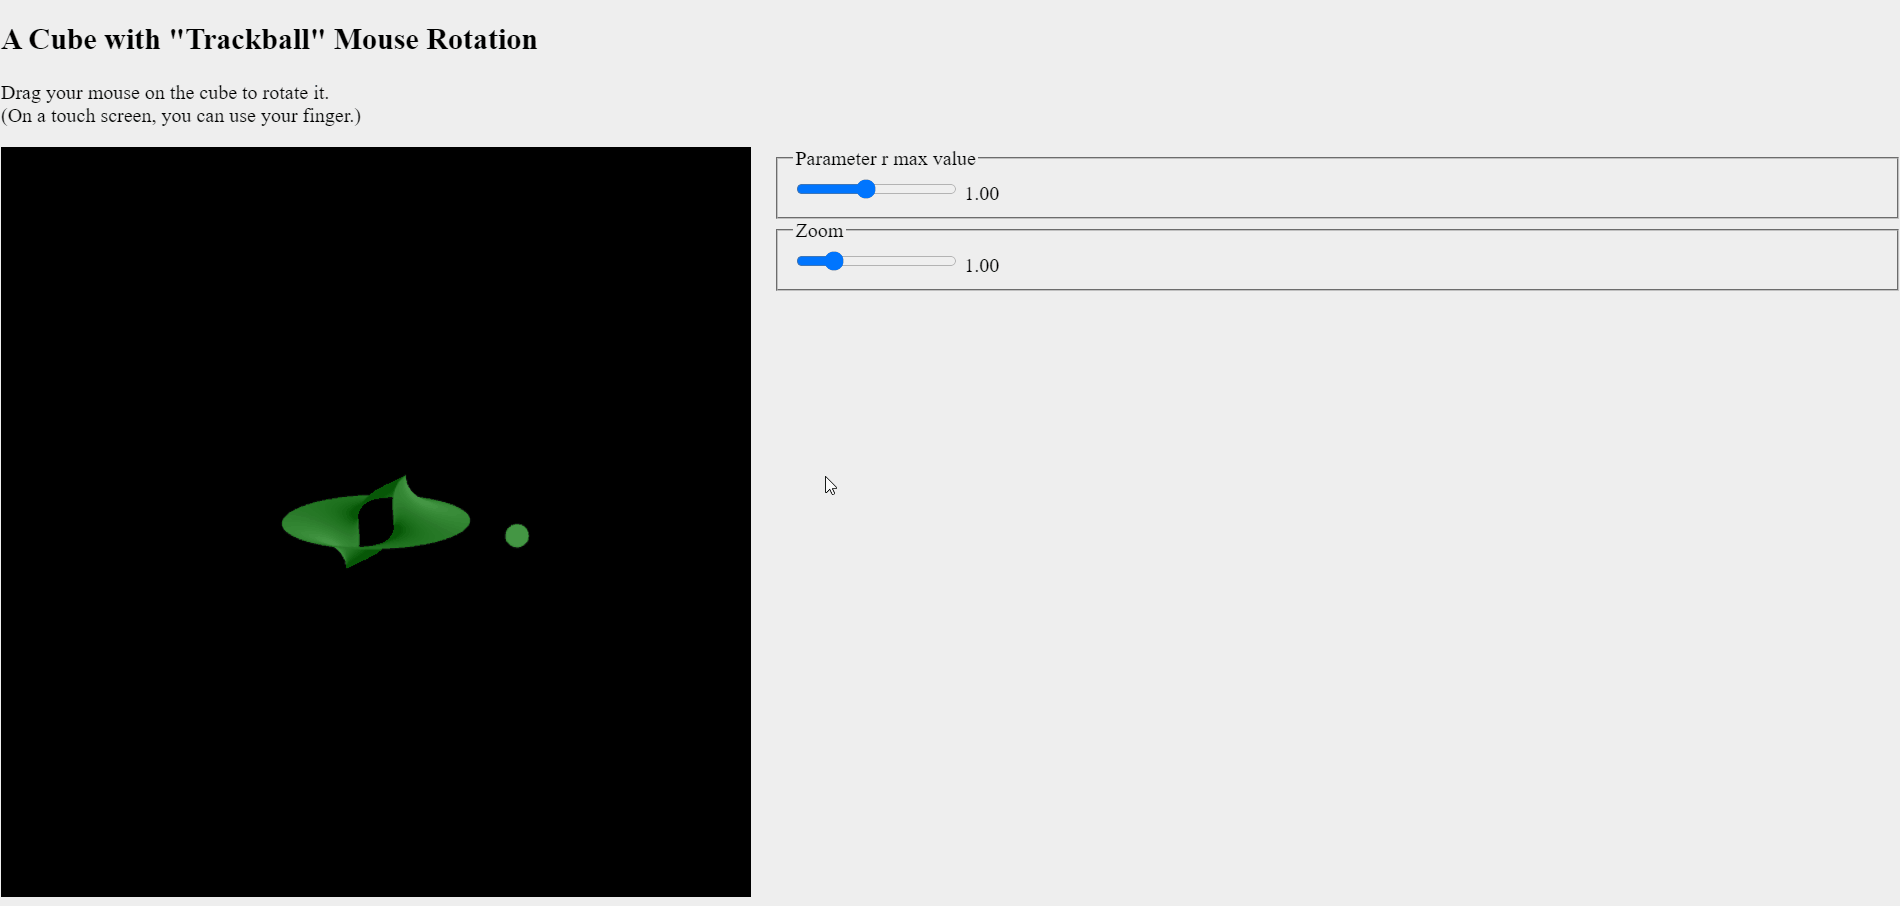 A Cube with "Trackball" Mouse Rotation
Drag your mouse on the cube to rotate it.
(On a touch screen, you can use your finger.)
Parameter r max value
1.00
Zoom
1.00